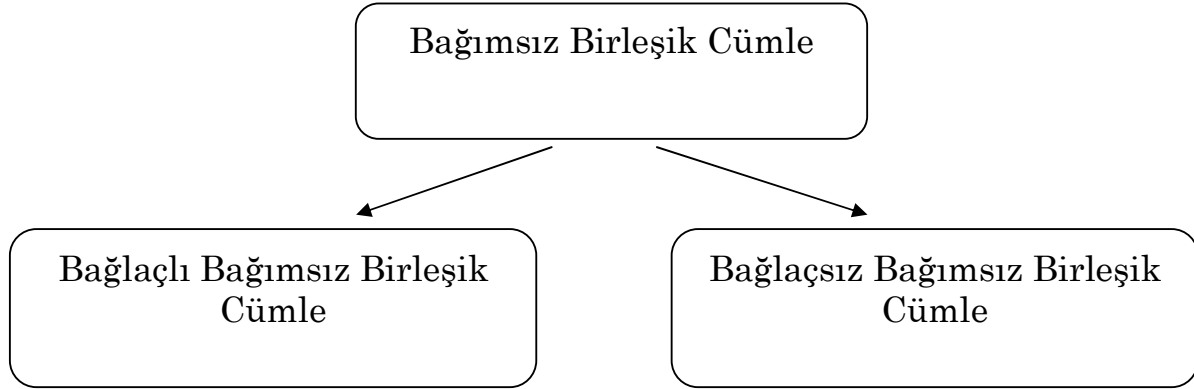 Bağımsız Birleşik Cümle
Bağlaçlı Bağımsız Birleşik
Cümle
Bağlaçsız Bağımsız Birleşik
Cümle